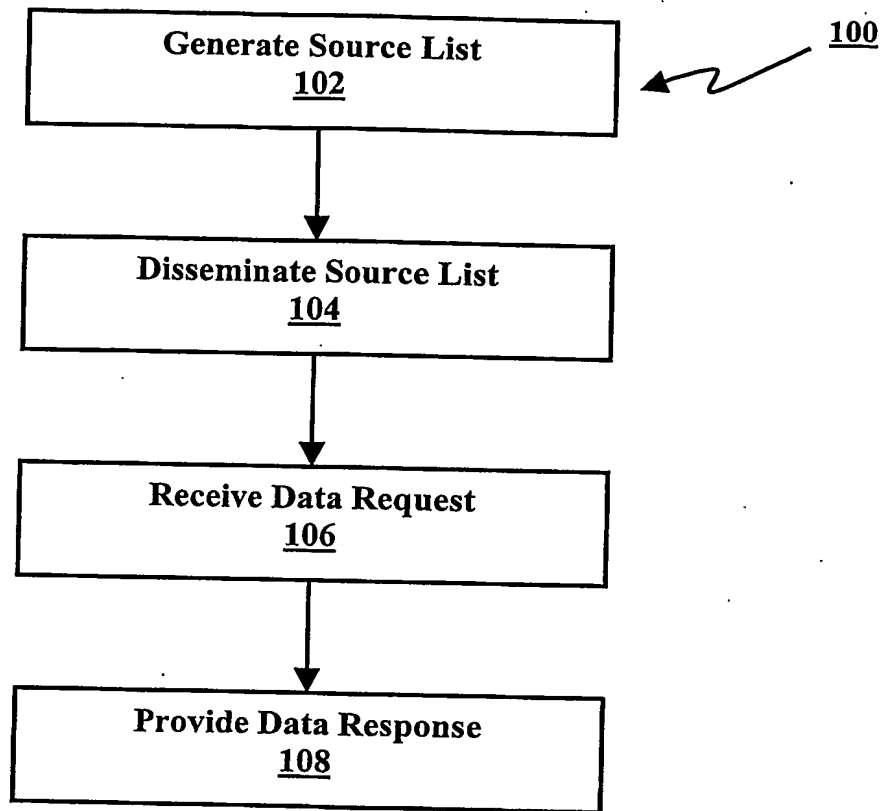 100
Generate Source List
102
Disseminate Source List
104
Receive Data Request
106
Provide Data Response
108